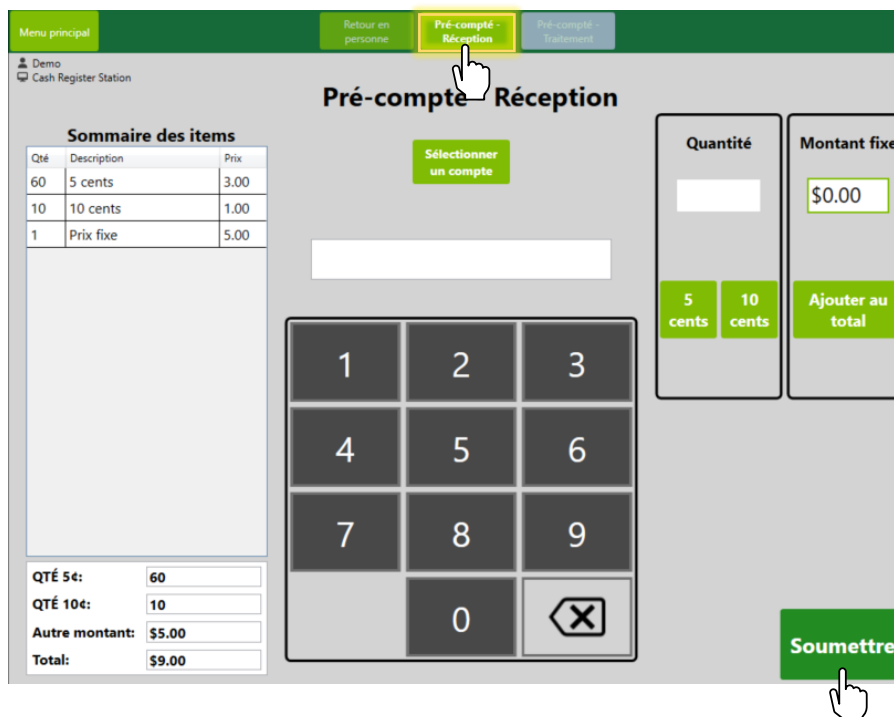 Menu principal
Retour en
personne
Pré-compté -
Réception
Pré-compté -
Traitement
Demo
Cash Register Station
Pré-compté - Réception
Sommaire des items
Qté Description Prix
60 5 cents 3.00
10 10 cents 1.00
1 Prix fixe 5.00
QTÉ 5¢: 60
QTÉ 10¢: 10
Autre montant: $5.00
Total: $9.00
Sélectionner
un compte
1 2 3
4 5 6
7 8 9
0
Quantité
5
cents
10
cents
Montant fixe
$0.00
Ajouter au
total
Soumettre